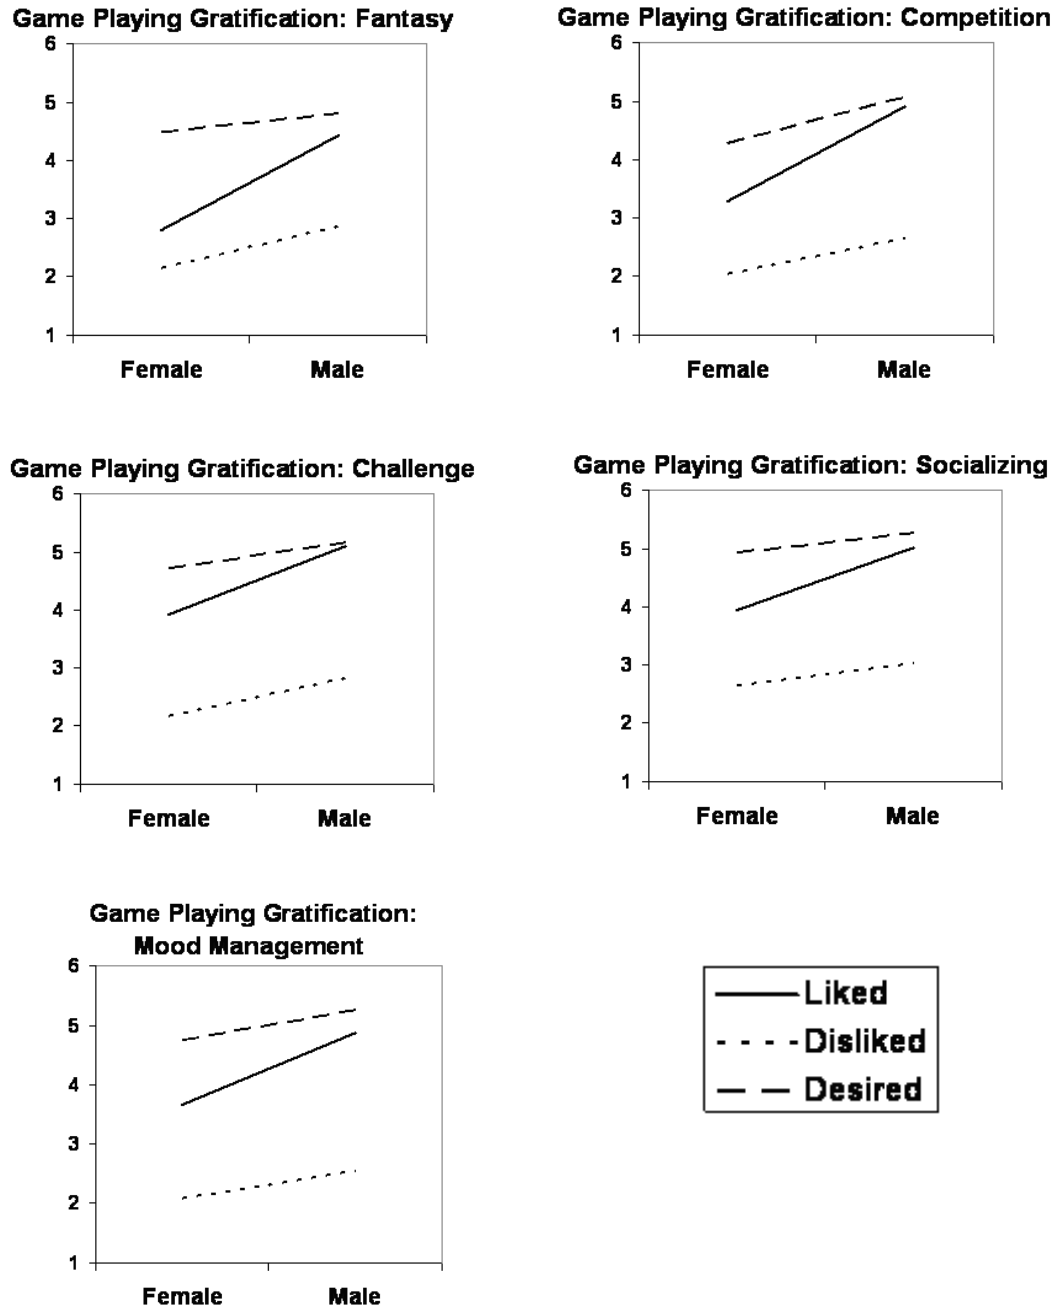 Game Playing Gratification: Fantasy
6
5
4
3
2
1
Female Male
Game Playing Gratification: Competition
6
5
4
3
2
1
Female Male
Game Playing Gratification: Challenge
6
5
4
3
2
1
Female Male
Game Playing Gratification: Socializing
6
5
4
3
2
1
Female Male
Game Playing Gratification:
Mood Management
6
5
4
3
2
1
Female Male
Liked
Disliked
Desired